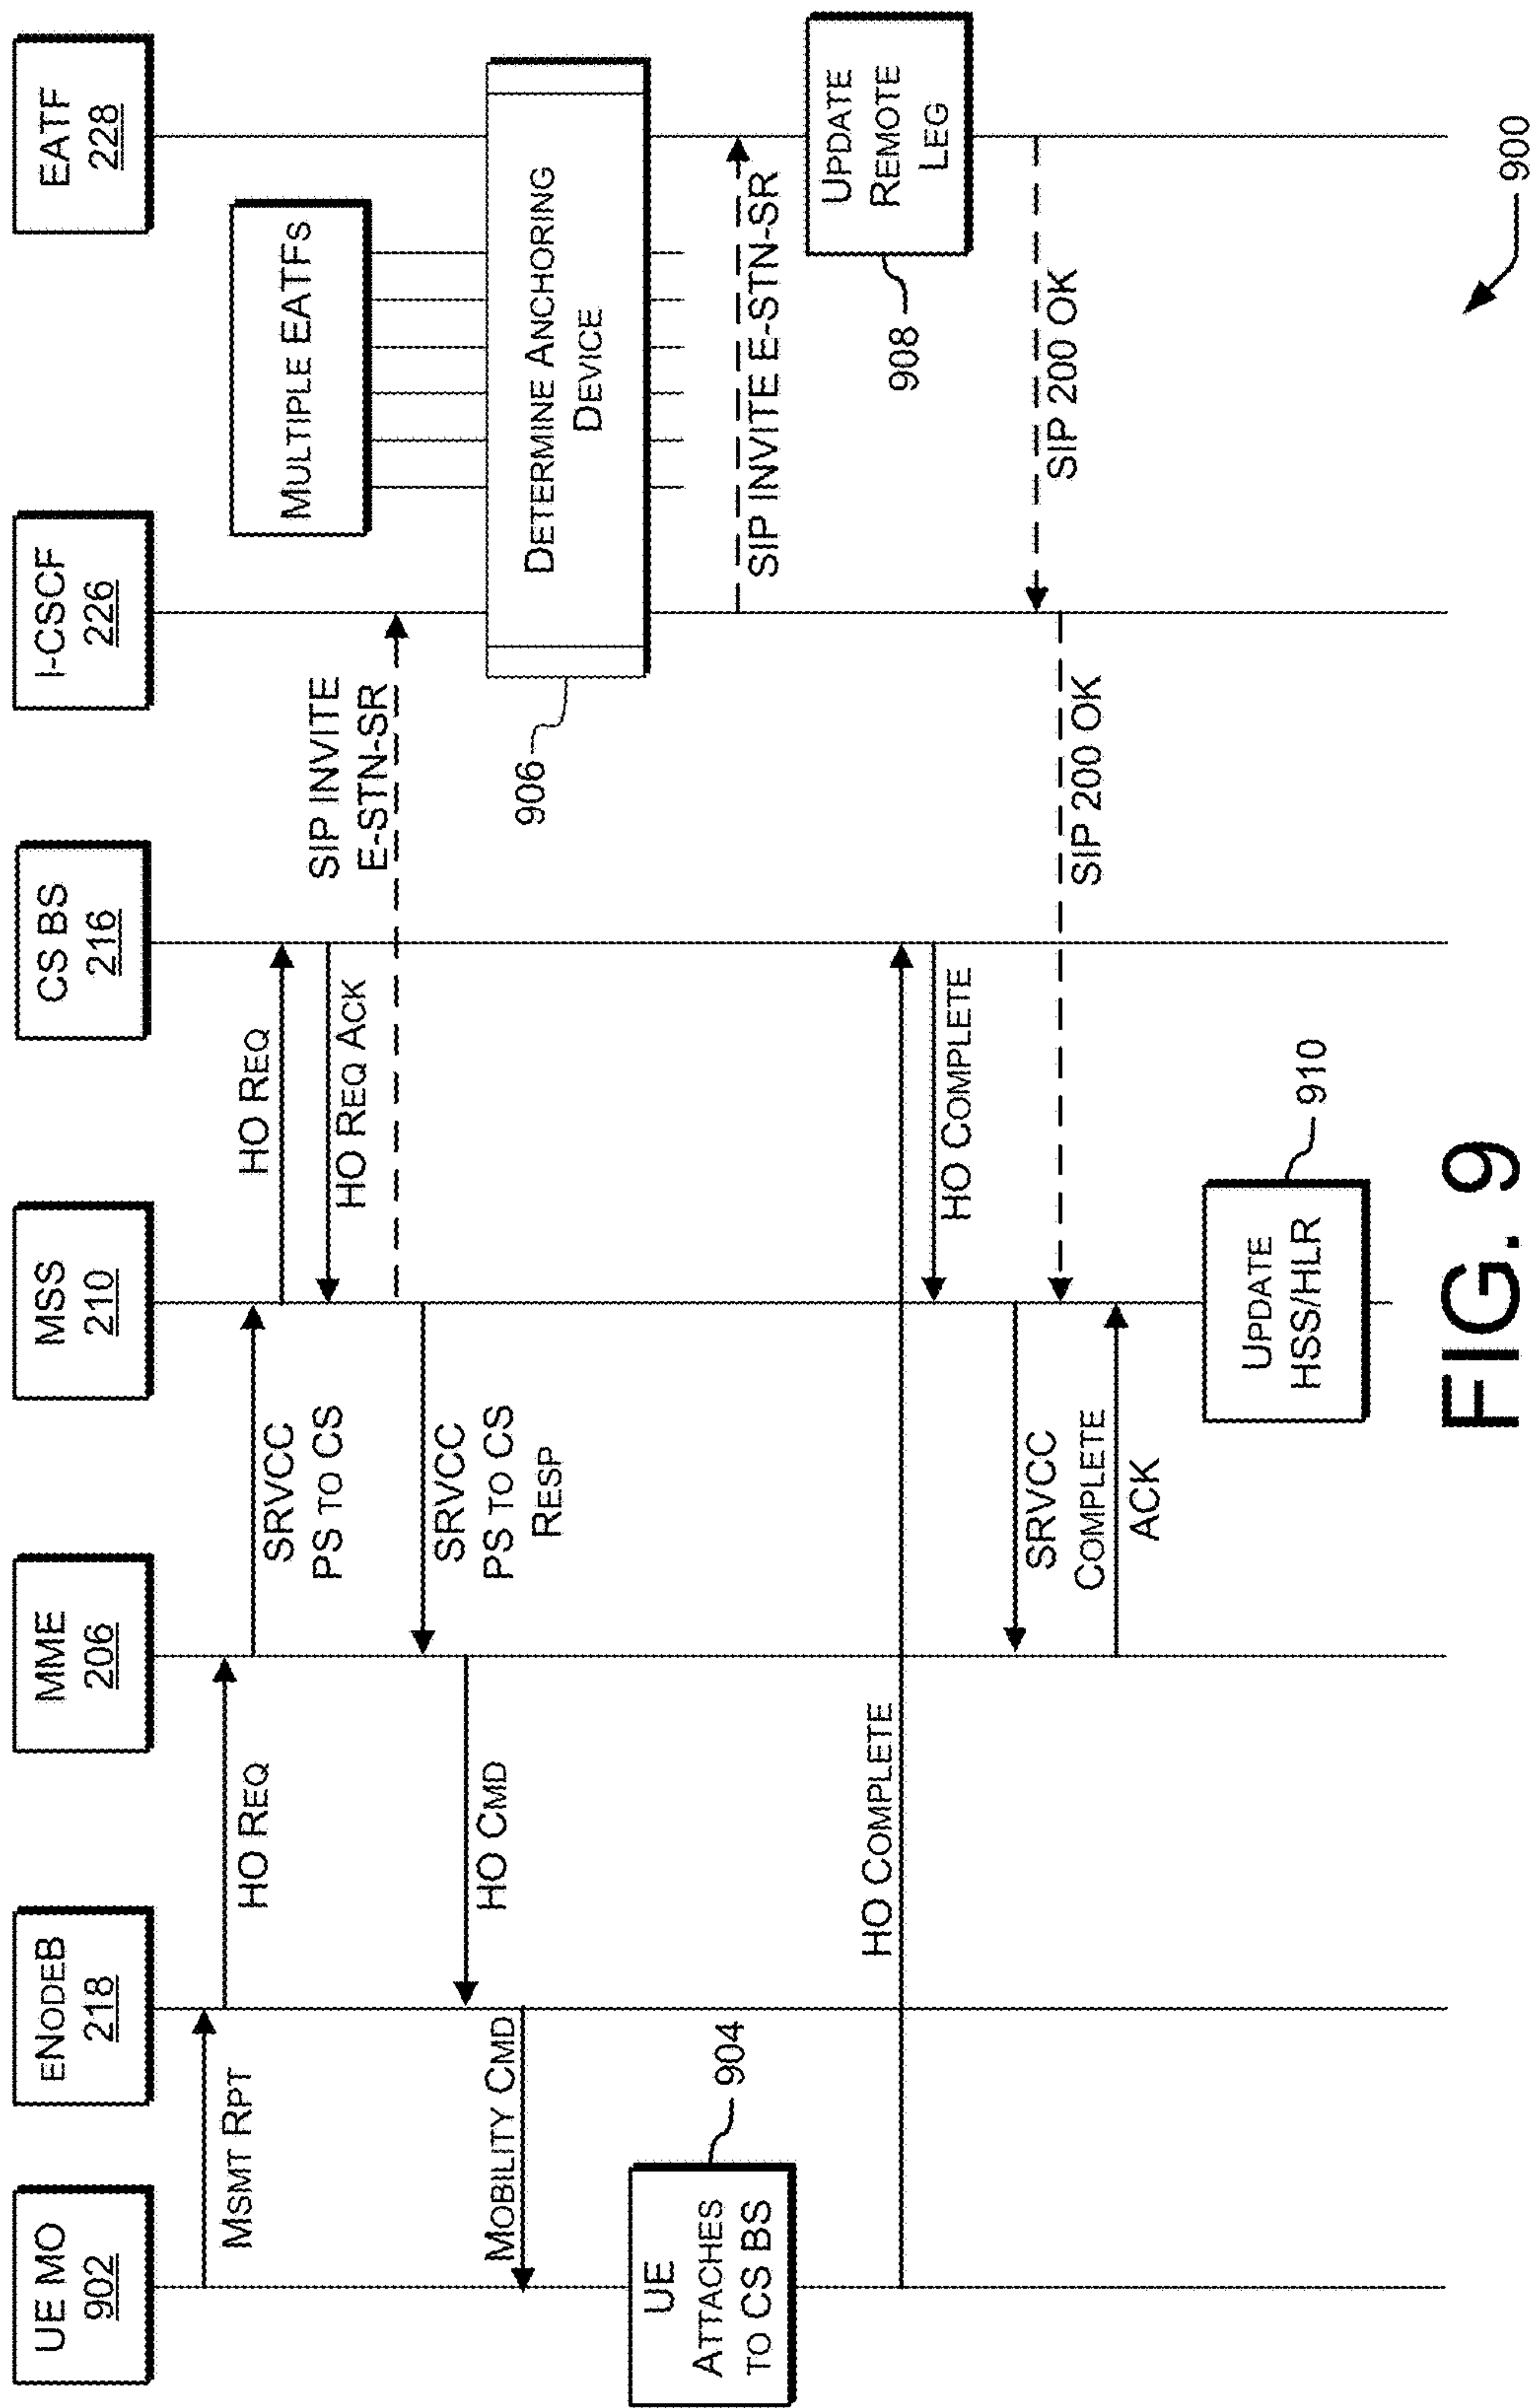 UE MO
902
ENODEB
218
MME
206
MSS
210
CS BS
216
I-CSCF
226
EATF
228
MSMT RPT
HO REQ
SRVCC
PS TO CS
HO REQ
HO REQ ACK
SIP INVITE
E-STN-SR
MULTIPLE EATFS
SRVCC
PS TO CS
RESP
HO CMD
MOBILITY CMD
DETERMINE ANCHORING
DEVICE
906
UE
ATTACHES
TO CS BS
904
SIP INVITE E-STN-SR
UPDATE
REMOTE
LEG
908
HO COMPLETE
HO COMPLETE
SRVCC
COMPLETE
ACK
SIP 200 OK
SIP 200 OK
UPDATE
HSS/HLR
910
900
FIG. 9